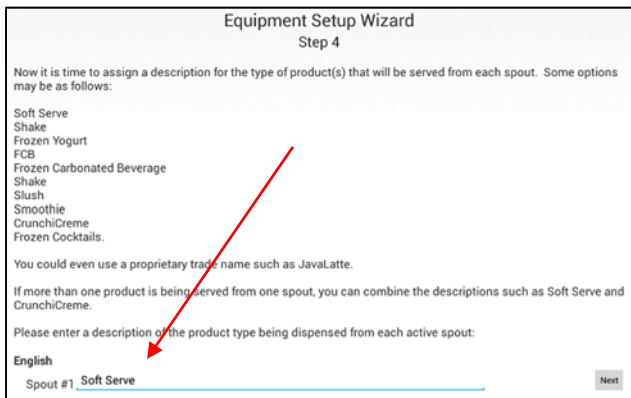 Equipment Setup Wizard
Step 4
Now it is time to assign a description for the type of product(s) that will be served from each spout. Some options
may be as follows:
Soft Serve
Shake
Frozen Yogurt
FCB
Frozen Carbonated Beverage
Shake
Slush
Smoothie
CrunchiCreme
Frozen Cocktails.
You could even use a proprietary trade name such as JavaLatte.
If more than one product is being served from one spout, you can combine the descriptions such as Soft Serve and
CrunchiCreme.
Please enter a description of the product type being dispensed from each active spout:
English
Spout #1 Soft Serve
Next